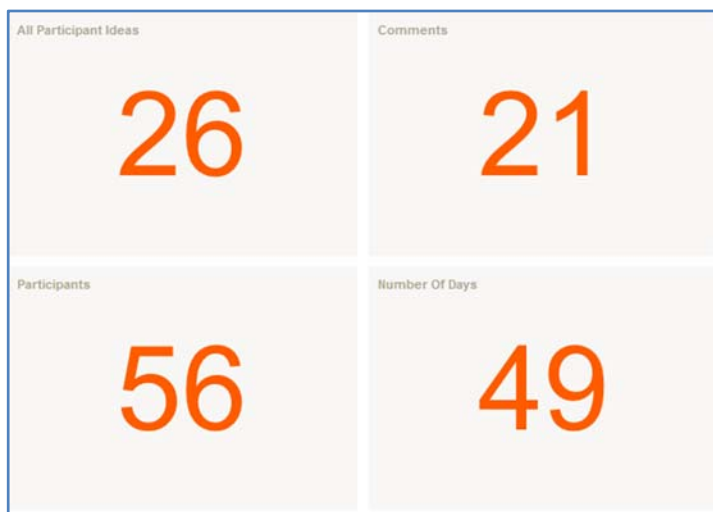 All Participant Ideas
26
Comments
21
Participants
56
Number Of Days
49